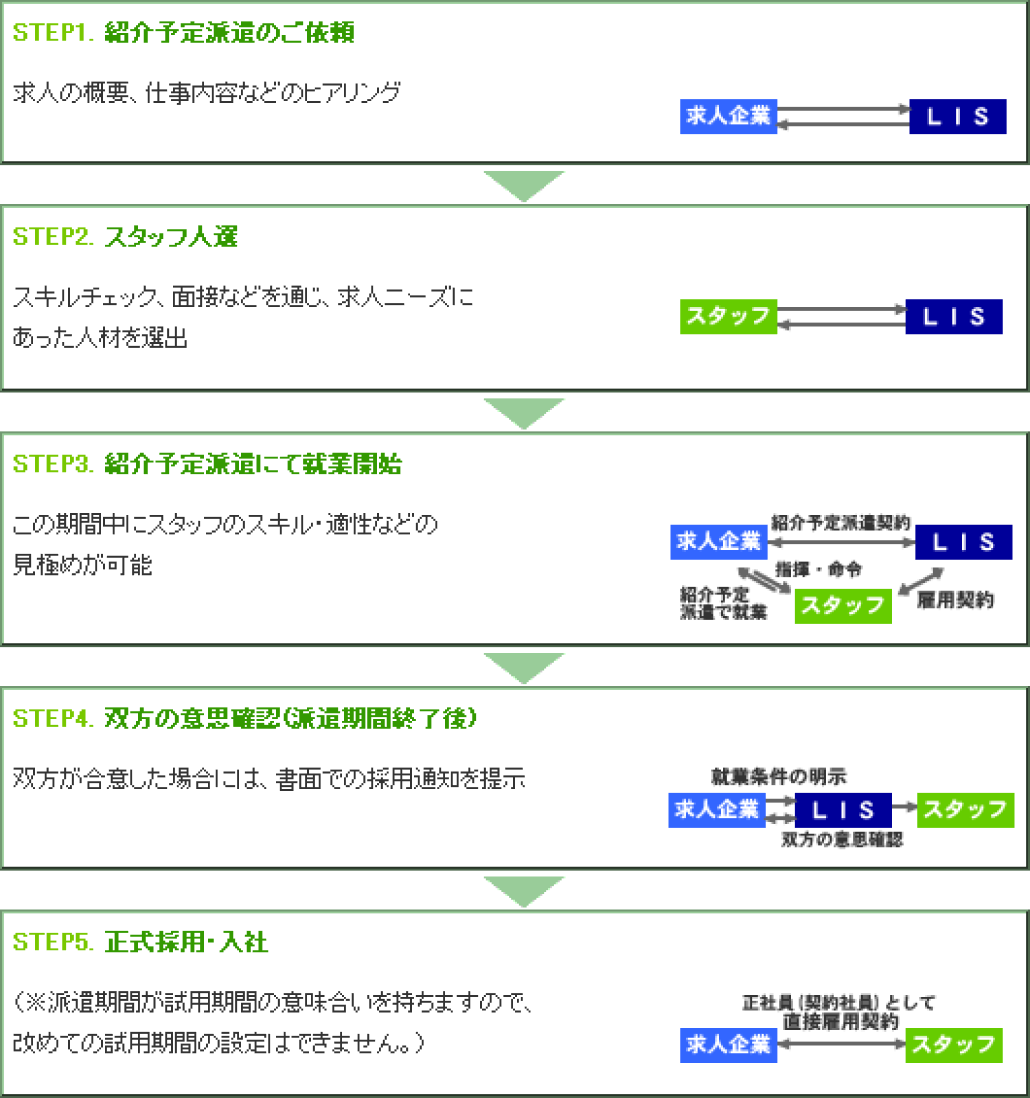 STEP1. 紹介予定派遣のご依頼
求人の概要、仕事内容などのヒアリング
求人企業
ＬＩＳ
STEP2. スタッフ人選
スキルチェック、面接などを通じ、求人ニーズに
あった人材を選出
スタッフ
ＬＩＳ
STEP3. 紹介予定派遣にて就業開始
この期間中にスタッフのスキル・適性などの
見極めが可能
紹介予定派遣契約
求人企業
ＬＩＳ
指揮・命令
紹介予定
派遣で就業
スタッフ
雇用契約
STEP4. 双方の意思確認(派遣期間終了後)
双方が合意した場合には、書面での採用通知を提示
就業条件の明示
求人企業
ＬＩＳ
スタッフ
双方の意思確認
STEP5. 正式採用・入社
(※派遣期間が試用期間の意味合いを持ちますので、
改めての試用期間の設定はできません。)
正社員(契約社員)として
直接雇用契約
求人企業
スタッフ